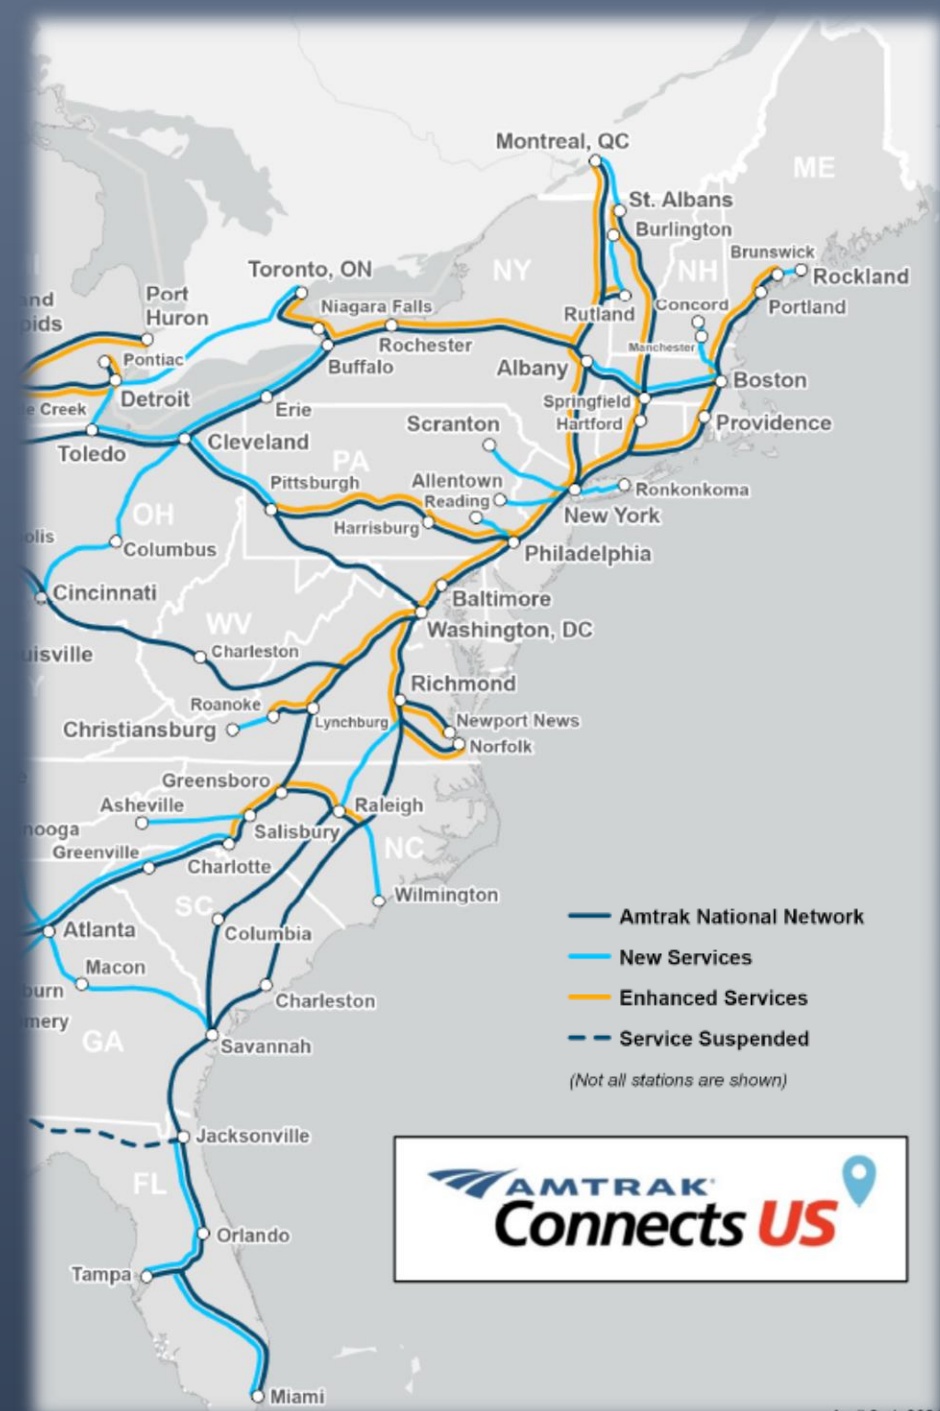 Montreal, QC
ME
St. Albans
Burlington
Brunswick
NY
NH
Toronto, ON
Rockland
Port
Huron
Niagara Falls
Rutland
Concord
Portland
Rochester
Manchester
Pontiac
Buffalo
Albany
Boston
Detroit
Creek
Erie
Springfield
Hartford
Scranton
Providence
Toledo
Cleveland
PA
Pittsburgh
Allentown
Reading
Ronkonkoma
OH
Harrisburg
New York
Columbus
Philadelphia
Cincinnati
Baltimore
WV
Washington, DC
Charleston
Richmond
Roanoke
Christiansburg
Lynchburg
Newport News
Norfolk
Greensboro
Asheville
Raleigh
Salisbury
Greenville
NC
Charlotte
Wilmington
SC
Atlanta
Columbia
Macon
Charleston
GA
Savannah
Jacksonville
FL
Orlando
Tampa
Miami
Amtrak National Network
New Services
Enhanced Services
Service Suspended
(Not all stations are shown)
AMTRAK
Connects US